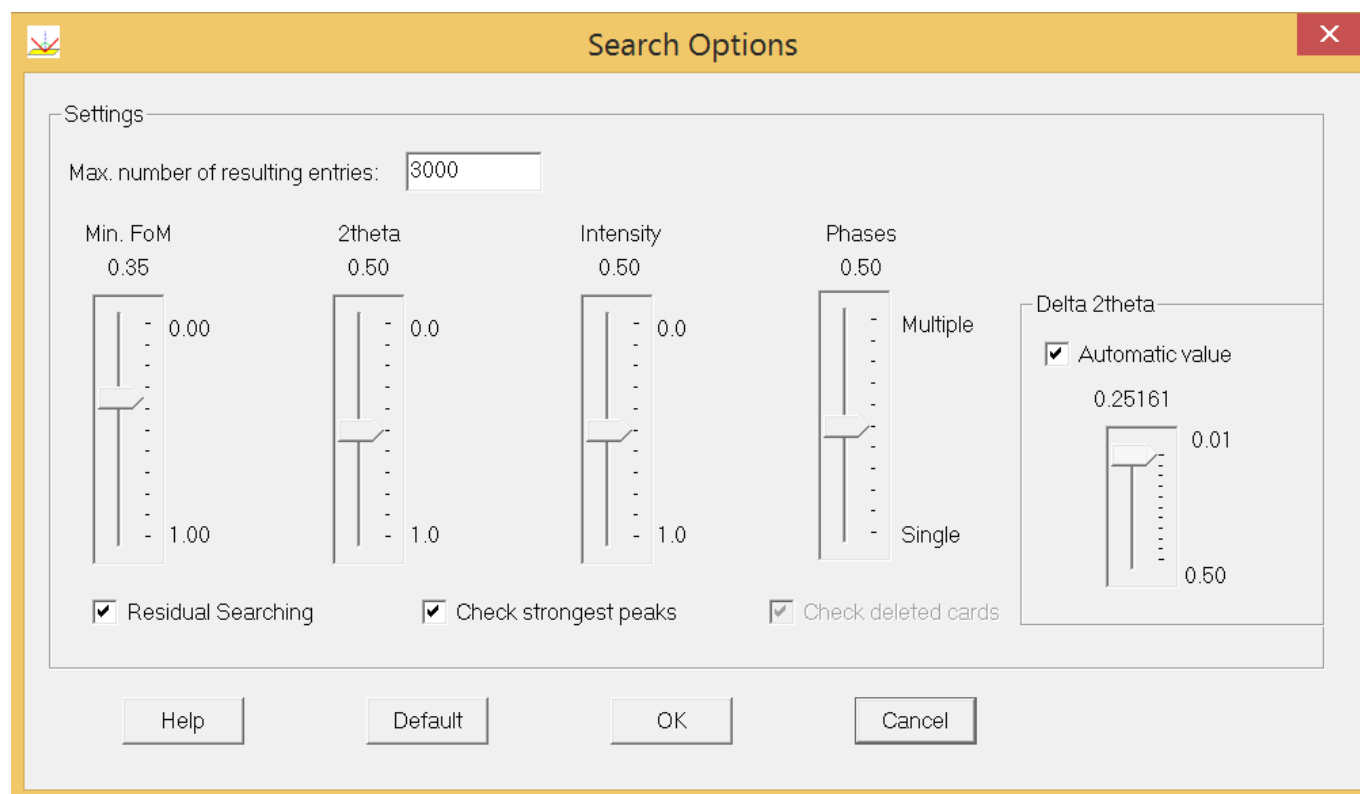 Search Options
Settings
Max. number of resulting entries: 3000
Min. FoM 2theta Intensity Phases
0.35 0.50 0.50 0.50
Delta 2theta
0.00 0.0 0.0 Multiple
Automatic value
0.25161
0.01
1.00 1.0 1.0 Single
0.50
Residual Searching Check strongest peaks Check deleted cards
Help Default OK Cancel